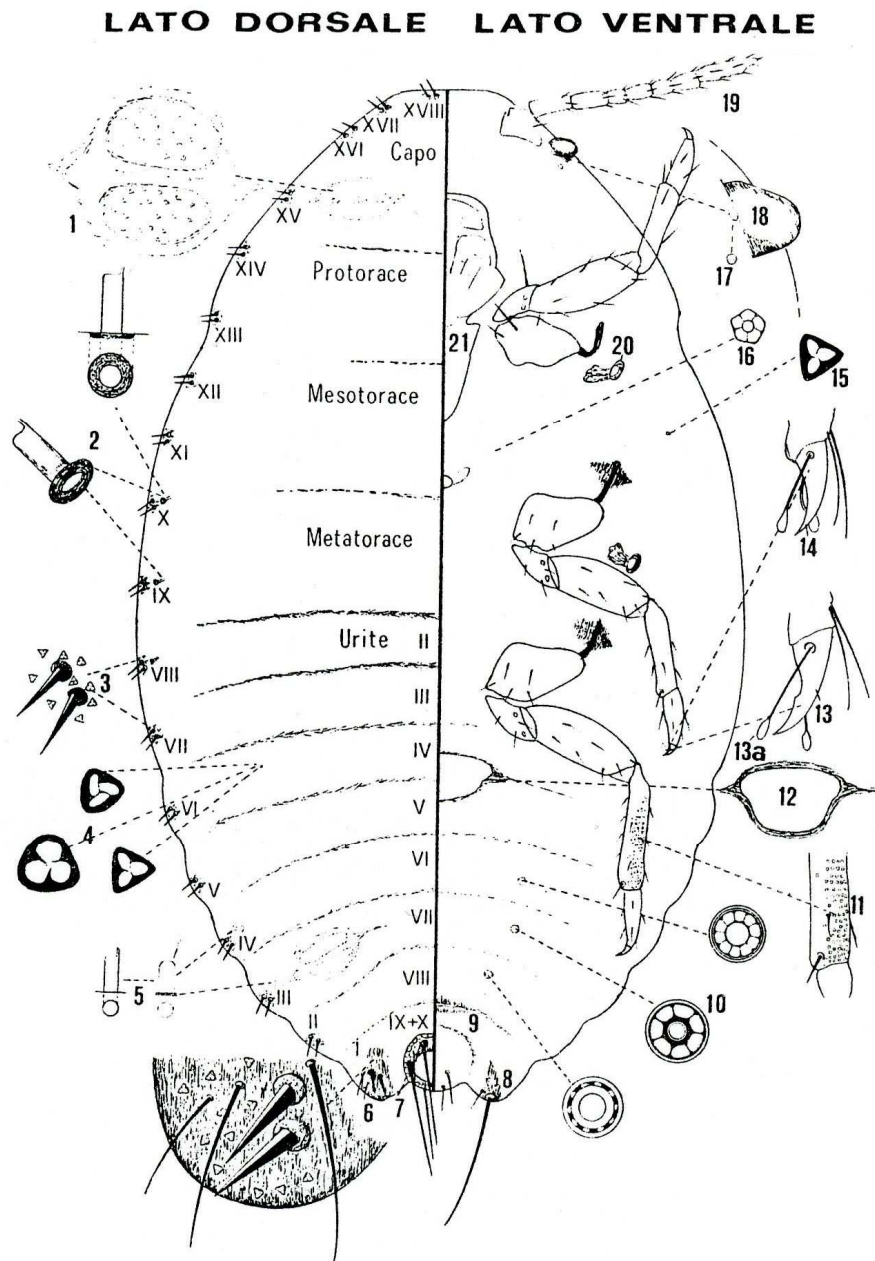 LATO DORSALE LATO VENTRALE
XVIII
XVII
XVI
Capo
19
XV
1
18
17
XIV
Protorace
XIII
21
20
16
15
XII
Mesotorace
XI
2
X
14
Metatorace
IX
Urite II
VIII
3
III
VII
13
13a
IV
12
VI
V
4
VI
V
11
VII
IV
5
VIII
III
10
IX+X
9
II
I
6
7
8